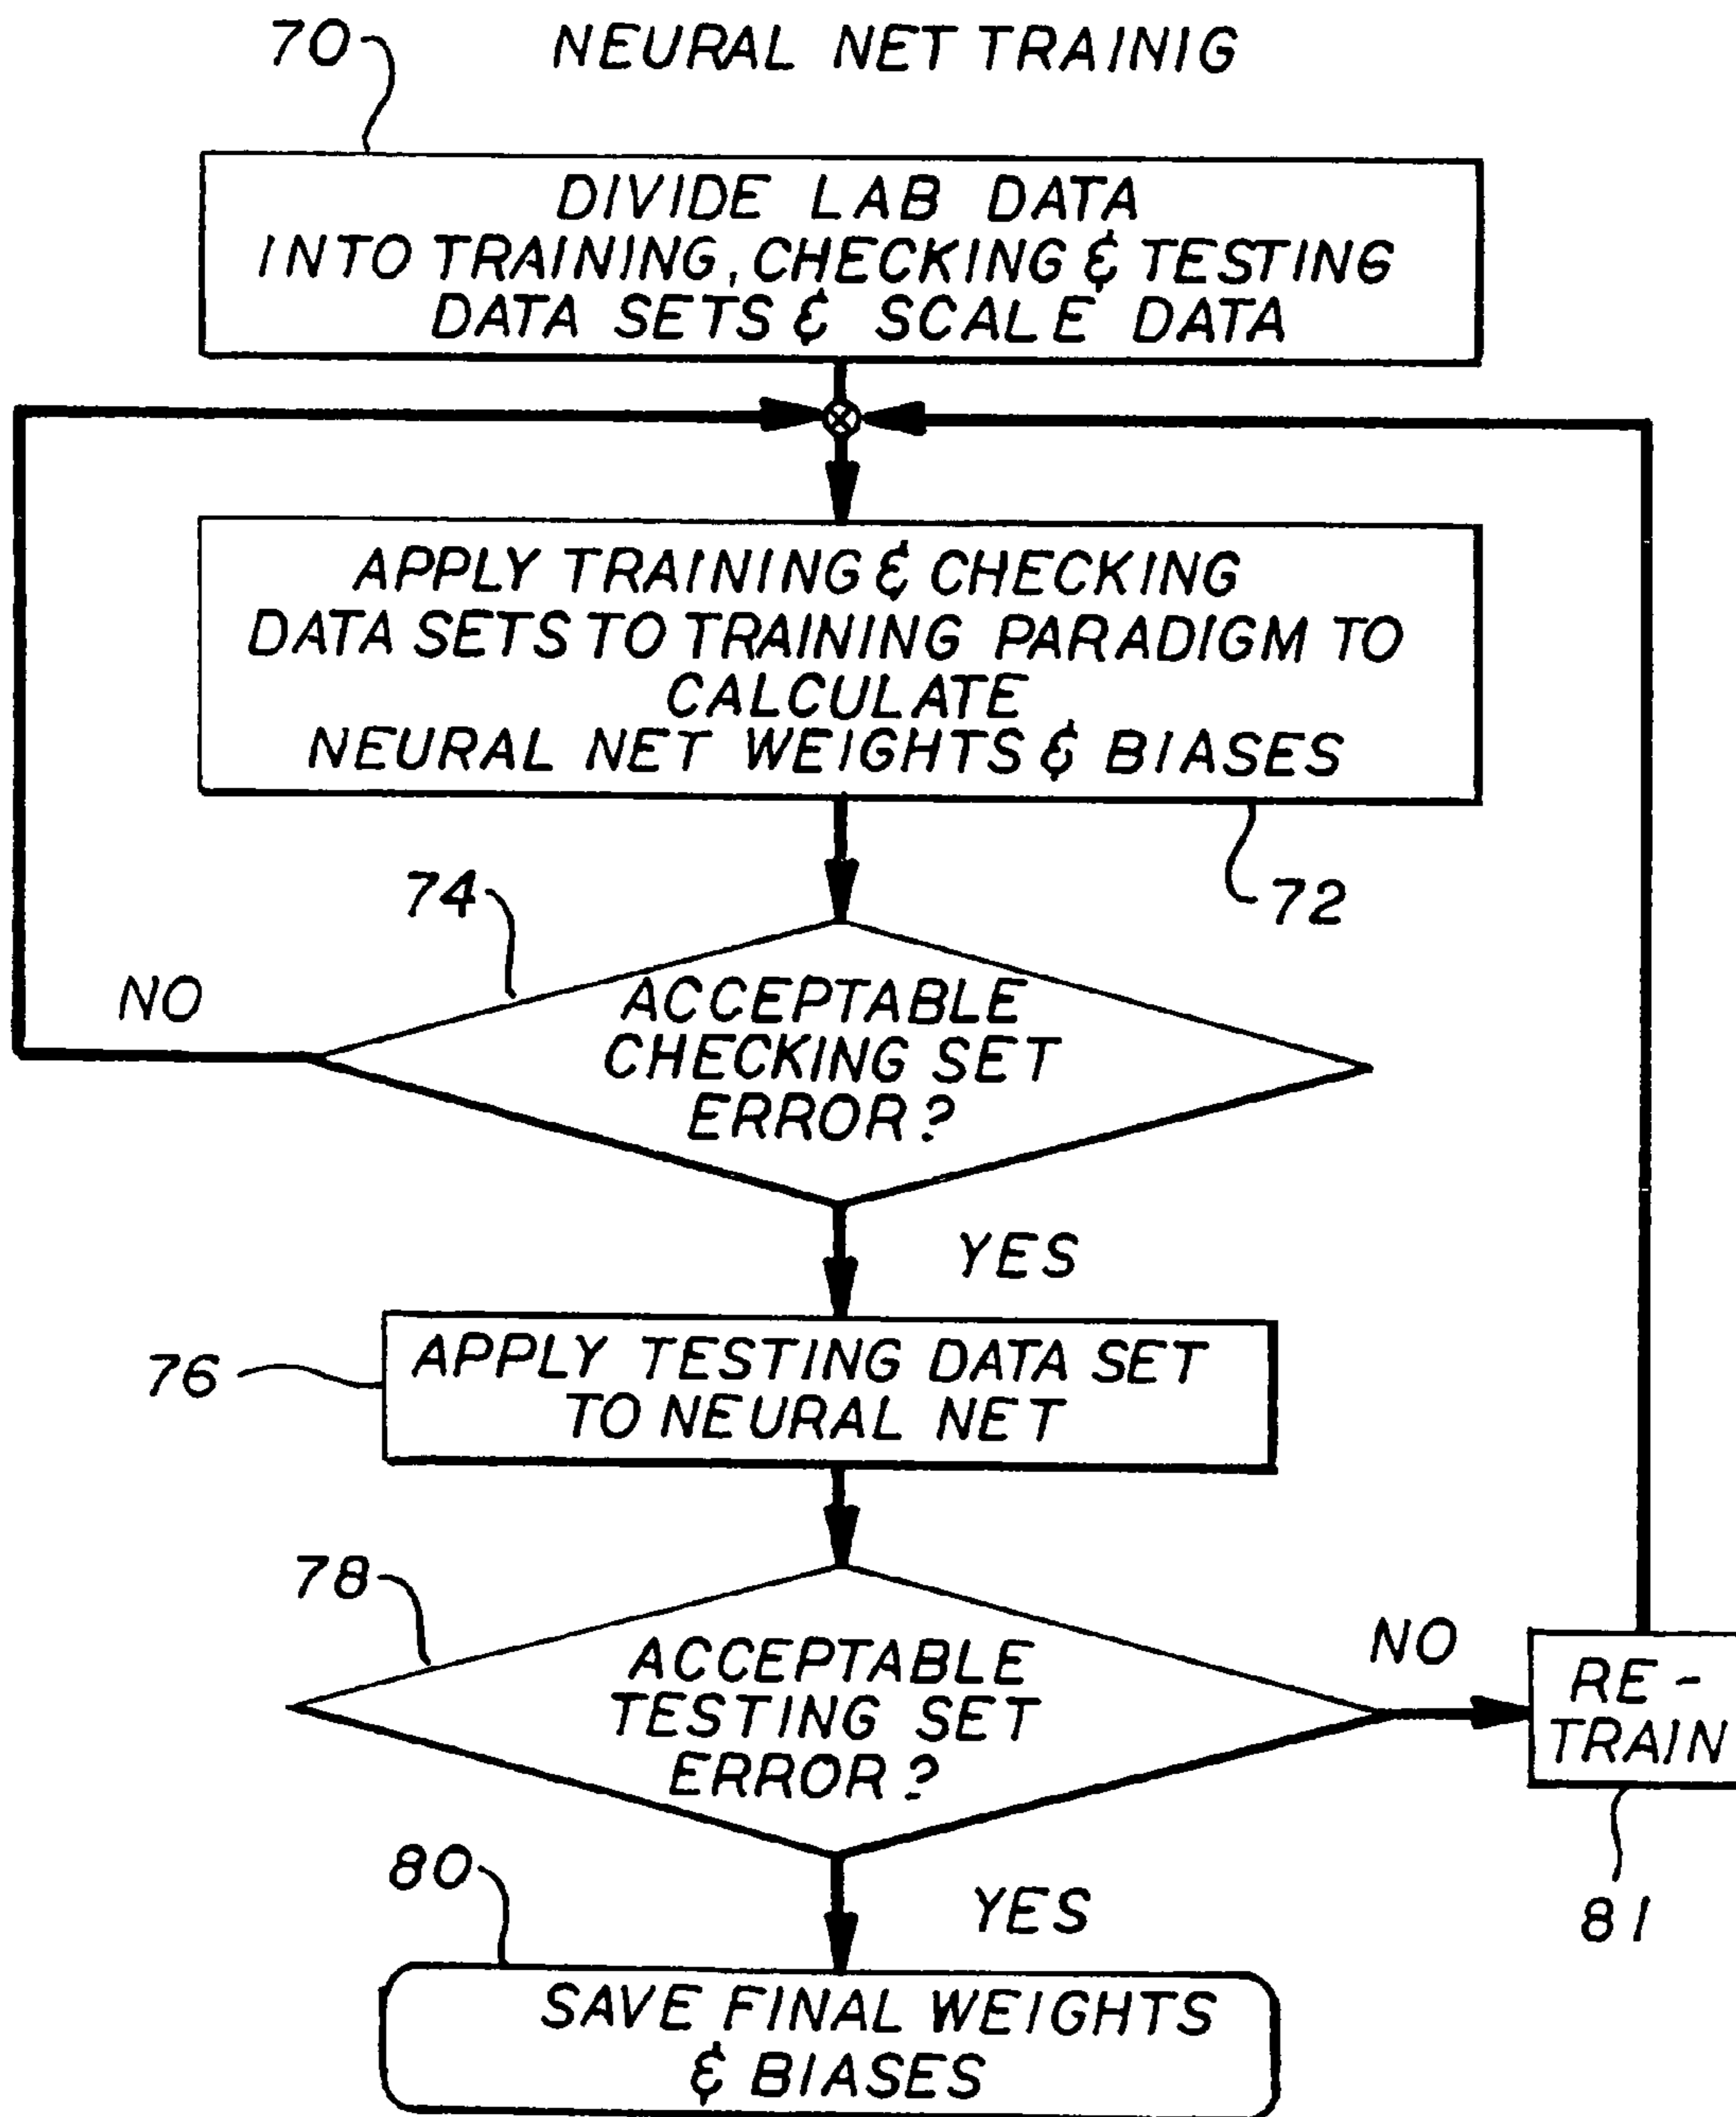 70
NEURAL NET TRAINIG
DIVIDE LAB DATA
INTO TRAINING, CHECKING & TESTING
DATA SETS & SCALE DATA
APPLY TRAINING & CHECKING
DATA SETS TO TRAINING PARADIGM TO
CALCULATE
NEURAL NET WEIGHTS & BIASES
72
74
NO
ACCEPTABLE
CHECKING SET
ERROR?
YES
76
APPLY TESTING DATA SET
TO NEURAL NET
78
ACCEPTABLE
TESTING SET
ERROR?
NO
RE-
TRAIN
81
80
YES
SAVE FINAL WEIGHTS
& BIASES